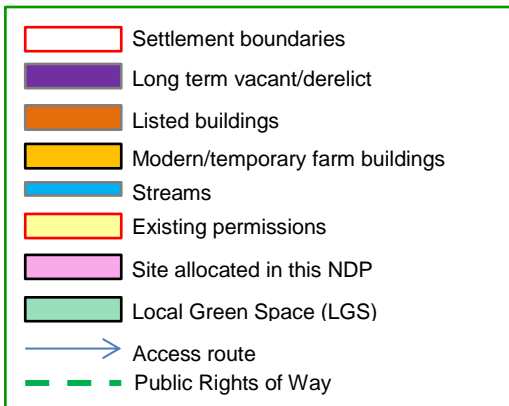 Settlement boundaries
Long term vacant/derelict
Listed buildings
Modern/temporary farm buildings
Streams
Existing permissions
Site allocated in this NDP
Local Green Space (LGS)
Access route
Public Rights of Way